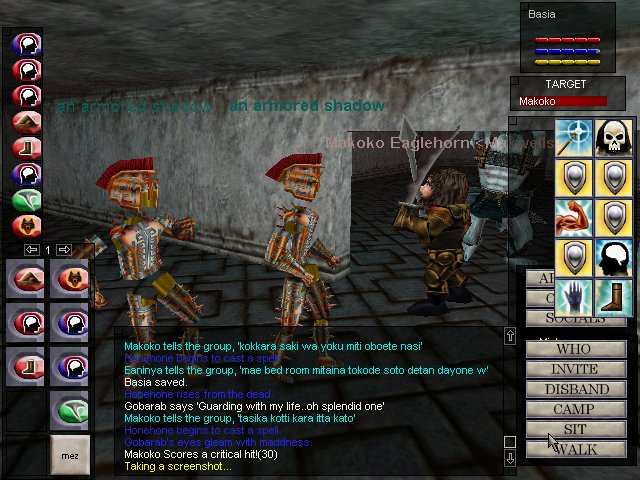 Basia
TARGET
Makoko
an armored shadow
an armored shadow
Makoko Eaglehorn
1
SOCIALS
WHO
INVITE
DISBAND
CAMP
SIT
WALK
mez
Makoko tells the group, 'kokkara saki wa yoku miti oboete nasi'
Honehone begins to cast a spell.
Eaninya tells the group, 'mae bed room mitaina tokode soto detan dayone w'
Basia saved.
Honehone rises from the dead.
Gobarab says 'Guarding with my life..oh splendid one'
Makoko tells the group, 'tasika kotti kara itta kato'
Honehone begins to cast a spell.
Gobarab's eyes gleam with maddness.
Makoko Scores a critical hit!(30)
Taking a screenshot...